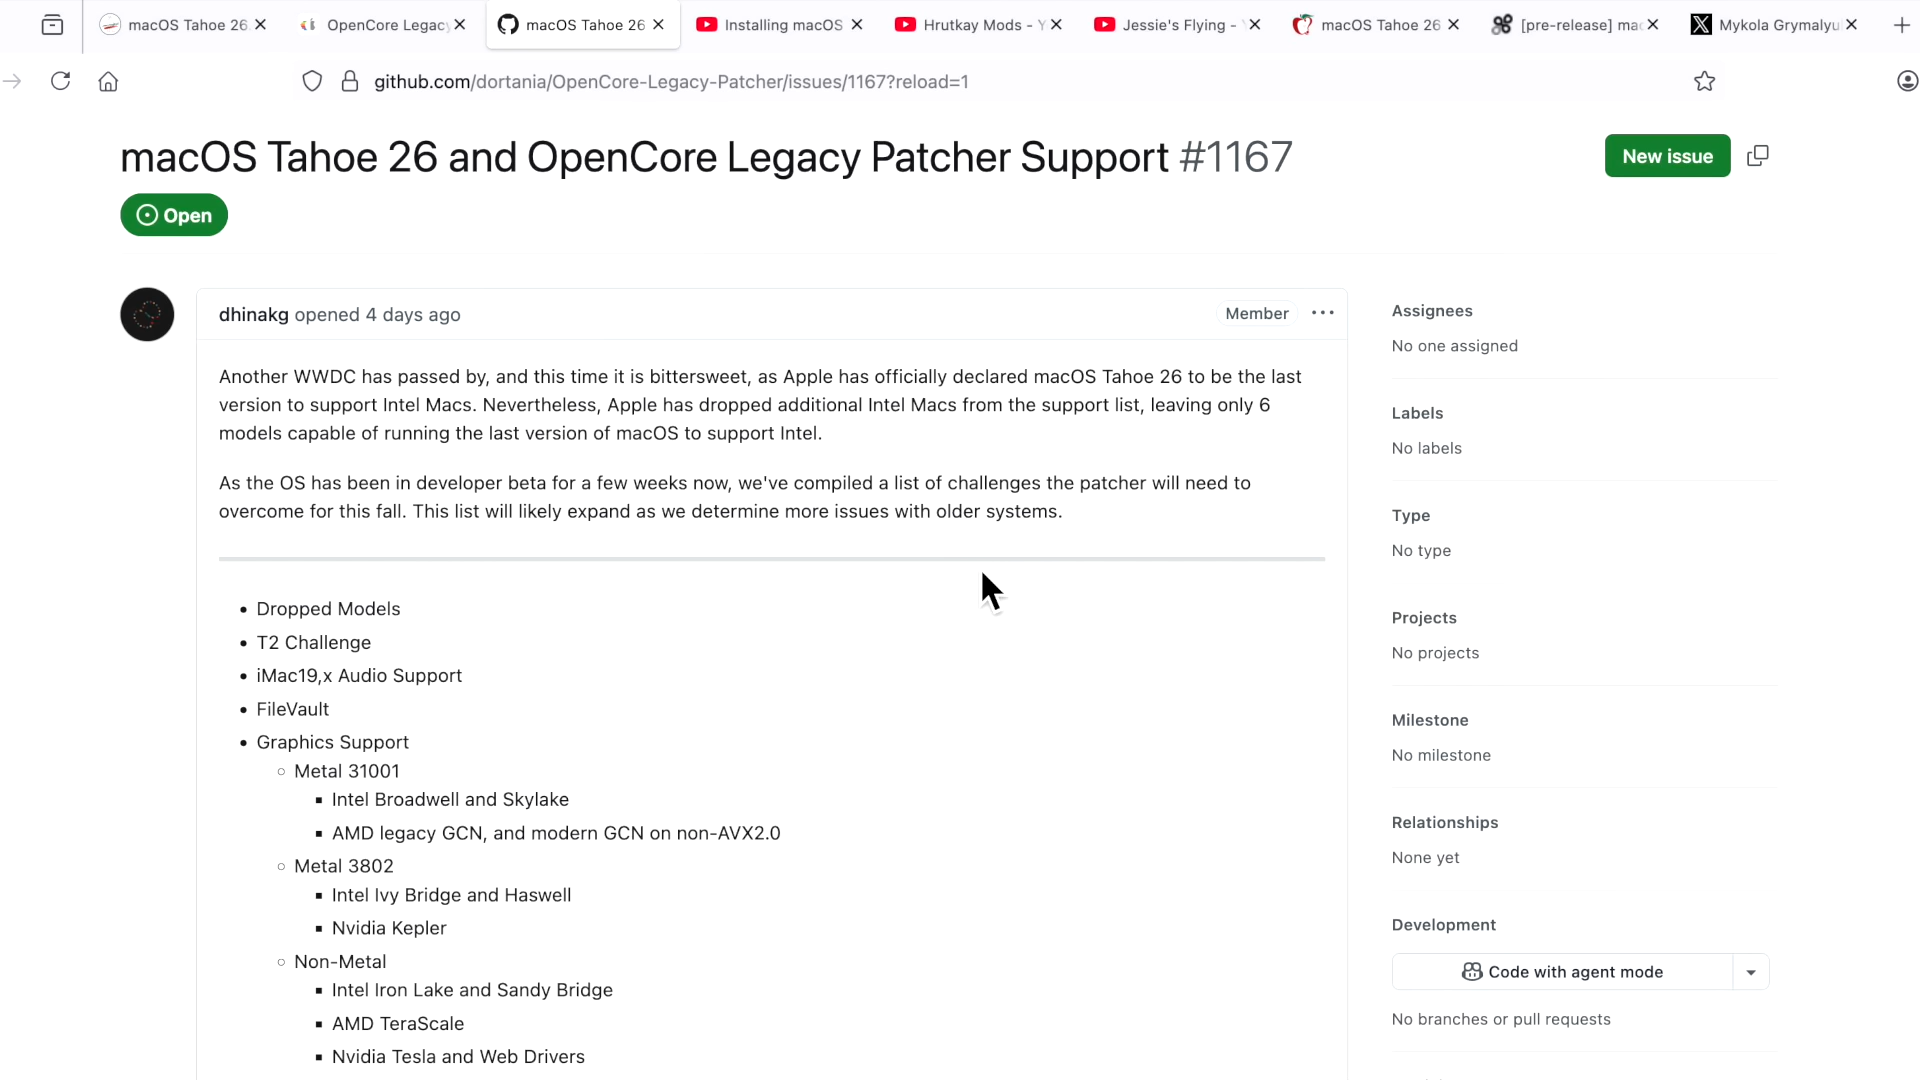 macOS Tahoe 26
OpenCore Legac
macOS Tahoe 26
Installing macOS
Hrutkay Mods - Y
Jessie's Flying -
macOS Tahoe 26
[pre-release] mac
Mykola Grymalyu
github.com/dortania/OpenCore-Legacy-Patcher/issues/1167?reload=1
macOS Tahoe 26 and OpenCore Legacy Patcher Support #1167
New issue
Open
dhinakg opened 4 days ago
Member
Another WWDC has passed by, and this time it is bittersweet, as Apple has officially declared macOS Tahoe 26 to be the last
version to support Intel Macs. Nevertheless, Apple has dropped additional Intel Macs from the support list, leaving only 6
models capable of running the last version of macOS to support Intel.
As the OS has been in developer beta for a few weeks now, we've compiled a list of challenges the patcher will need to
overcome for this fall. This list will likely expand as we determine more issues with older systems.
Dropped Models
T2 Challenge
iMac19,x Audio Support
FileVault
Graphics Support
Metal 31001
Intel Broadwell and Skylake
AMD legacy GCN, and modern GCN on non-AVX2.0
Metal 3802
Intel Ivy Bridge and Haswell
Nvidia Kepler
Non-Metal
Intel Iron Lake and Sandy Bridge
AMD TeraScale
Nvidia Tesla and Web Drivers
Assignees
No one assigned
Labels
No labels
Type
No type
Projects
No projects
Milestone
No milestone
Relationships
None yet
Development
Code with agent mode
No branches or pull requests